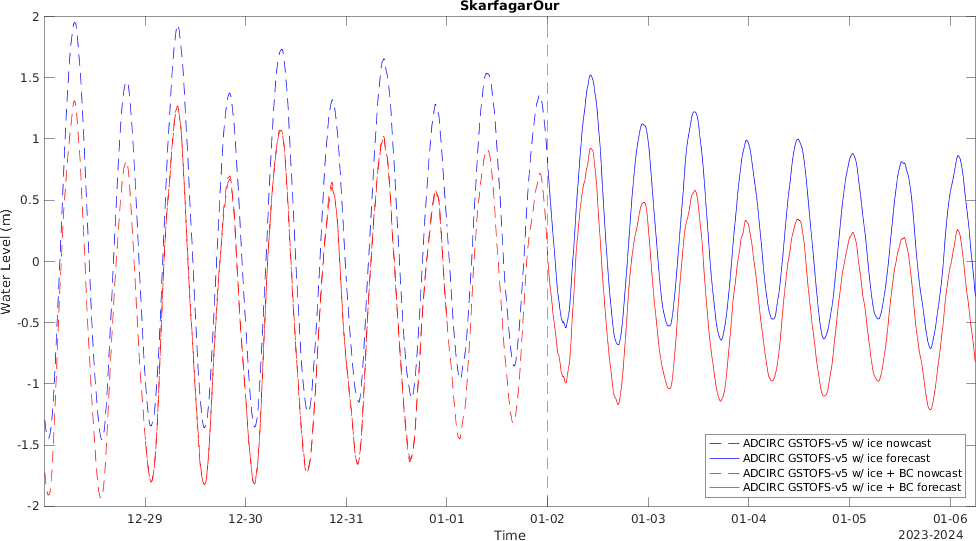 SkarfagarOur
2
1.5
1
0.5
0
-0.5
-1
-1.5
-2
Water Level (m)
12-29 12-30 12-31 01-01 01-02 01-03 01-04 01-05 01-06
Time
2023-2024
ADCIRC GSTOFS-v5 w/ ice nowcast
ADCIRC GSTOFS-v5 w/ ice forecast
ADCIRC GSTOFS-v5 w/ ice + BC nowcast
ADCIRC GSTOFS-v5 w/ ice + BC forecast